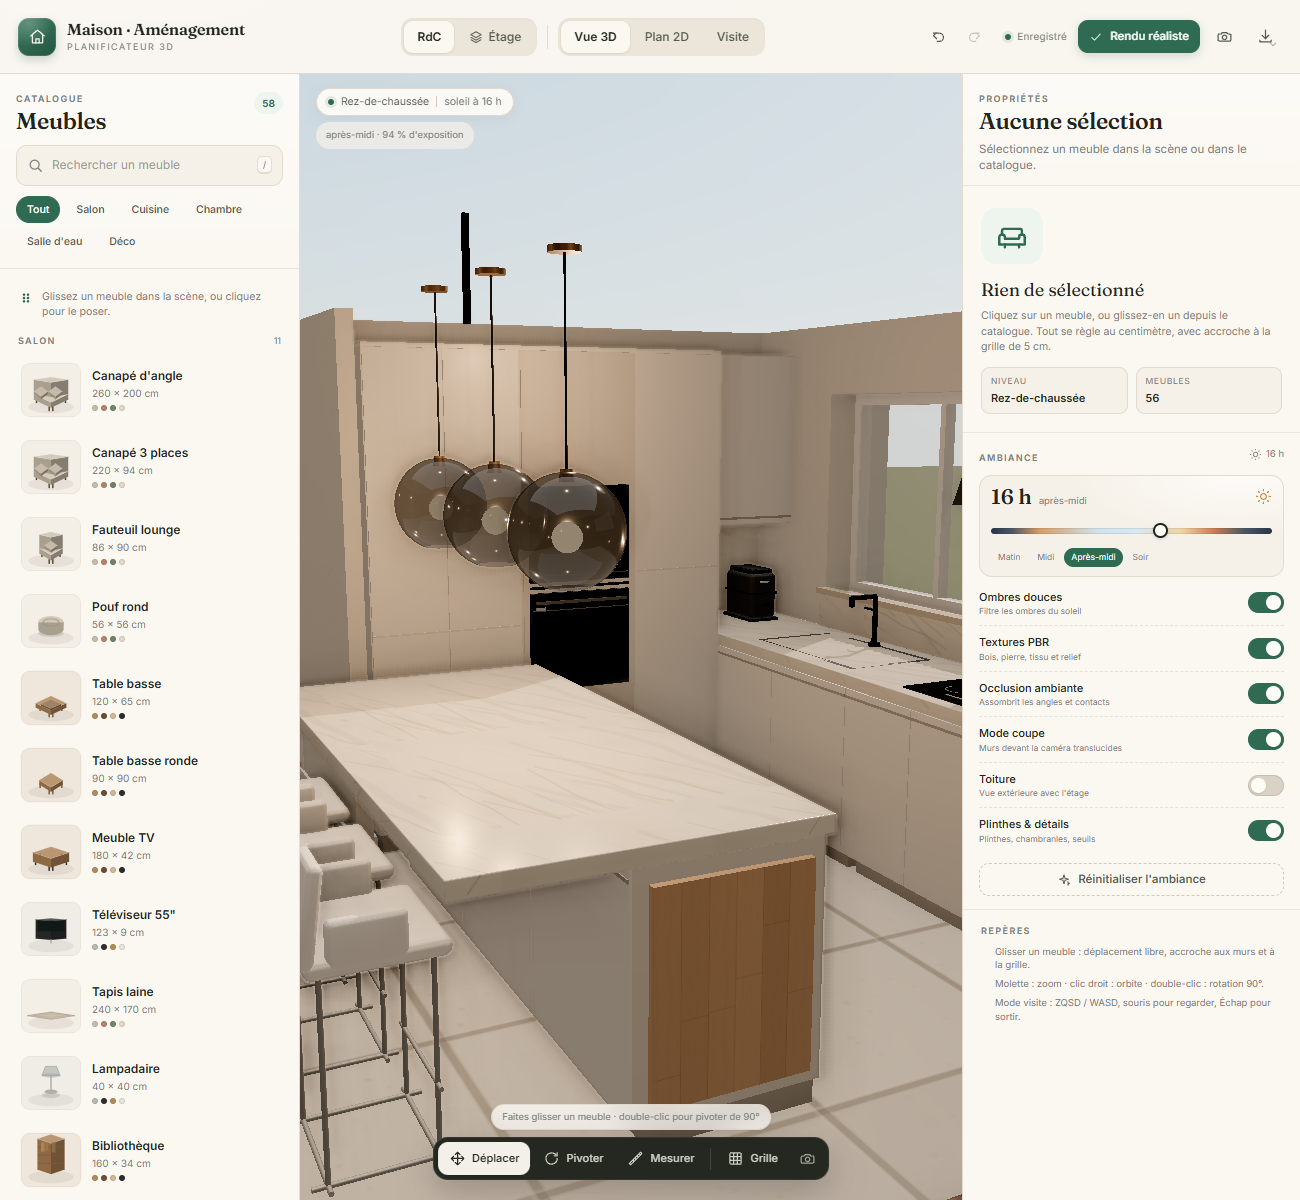 Maison · Aménagement
PLANIFICATEUR 3D
RdC
Étage
Vue 3D
Plan 2D
Visite
Enregistré
Rendu réaliste
CATALOGUE
58
Meubles
Rechercher un meuble
/
Tout
Salon
Cuisine
Chambre
Salle d'eau
Déco
Glissez un meuble dans la scène, ou cliquez
pour le poser.
SALON
11
Canapé d'angle
260 × 200 cm
Canapé 3 places
220 × 94 cm
Fauteuil lounge
86 × 90 cm
Pouf rond
56 × 56 cm
Table basse
120 × 65 cm
Table basse ronde
90 × 90 cm
Meuble TV
180 × 42 cm
Téléviseur 55"
123 × 9 cm
Tapis laine
240 × 170 cm
Lampadaire
40 × 40 cm
Bibliothèque
160 × 34 cm
Rez-de-chaussée
soleil à 16 h
après-midi · 94 % d'exposition
Faites glisser un meuble · double-clic pour pivoter de 90°
Déplacer
Pivoter
Mesurer
Grille
PROPRIÉTÉS
Aucune sélection
Sélectionnez un meuble dans la scène ou dans le
catalogue.
Rien de sélectionné
Cliquez sur un meuble, ou glissez-en un depuis le
catalogue. Tout se règle au centimètre, avec accroche à la
grille de 5 cm.
NIVEAU
Rez-de-chaussée
MEUBLES
56
AMBIANCE
16 h
16 h
après-midi
Matin
Midi
Après-midi
Soir
Ombres douces
Filtre les ombres du soleil
Textures PBR
Bois, pierre, tissu et relief
Occlusion ambiante
Assombrit les angles et contacts
Mode coupe
Murs devant la caméra translucides
Toiture
Vue extérieure avec l'étage
Plinthes & détails
Plinthes, chambranles, seuils
Réinitialiser l'ambiance
REPÈRES
Glisser un meuble : déplacement libre, accroche aux murs et à
la grille.
Molette : zoom · clic droit : orbite · double-clic : rotation 90°.
Mode visite : ZQSD / WASD, souris pour regarder, Échap pour
sortir.